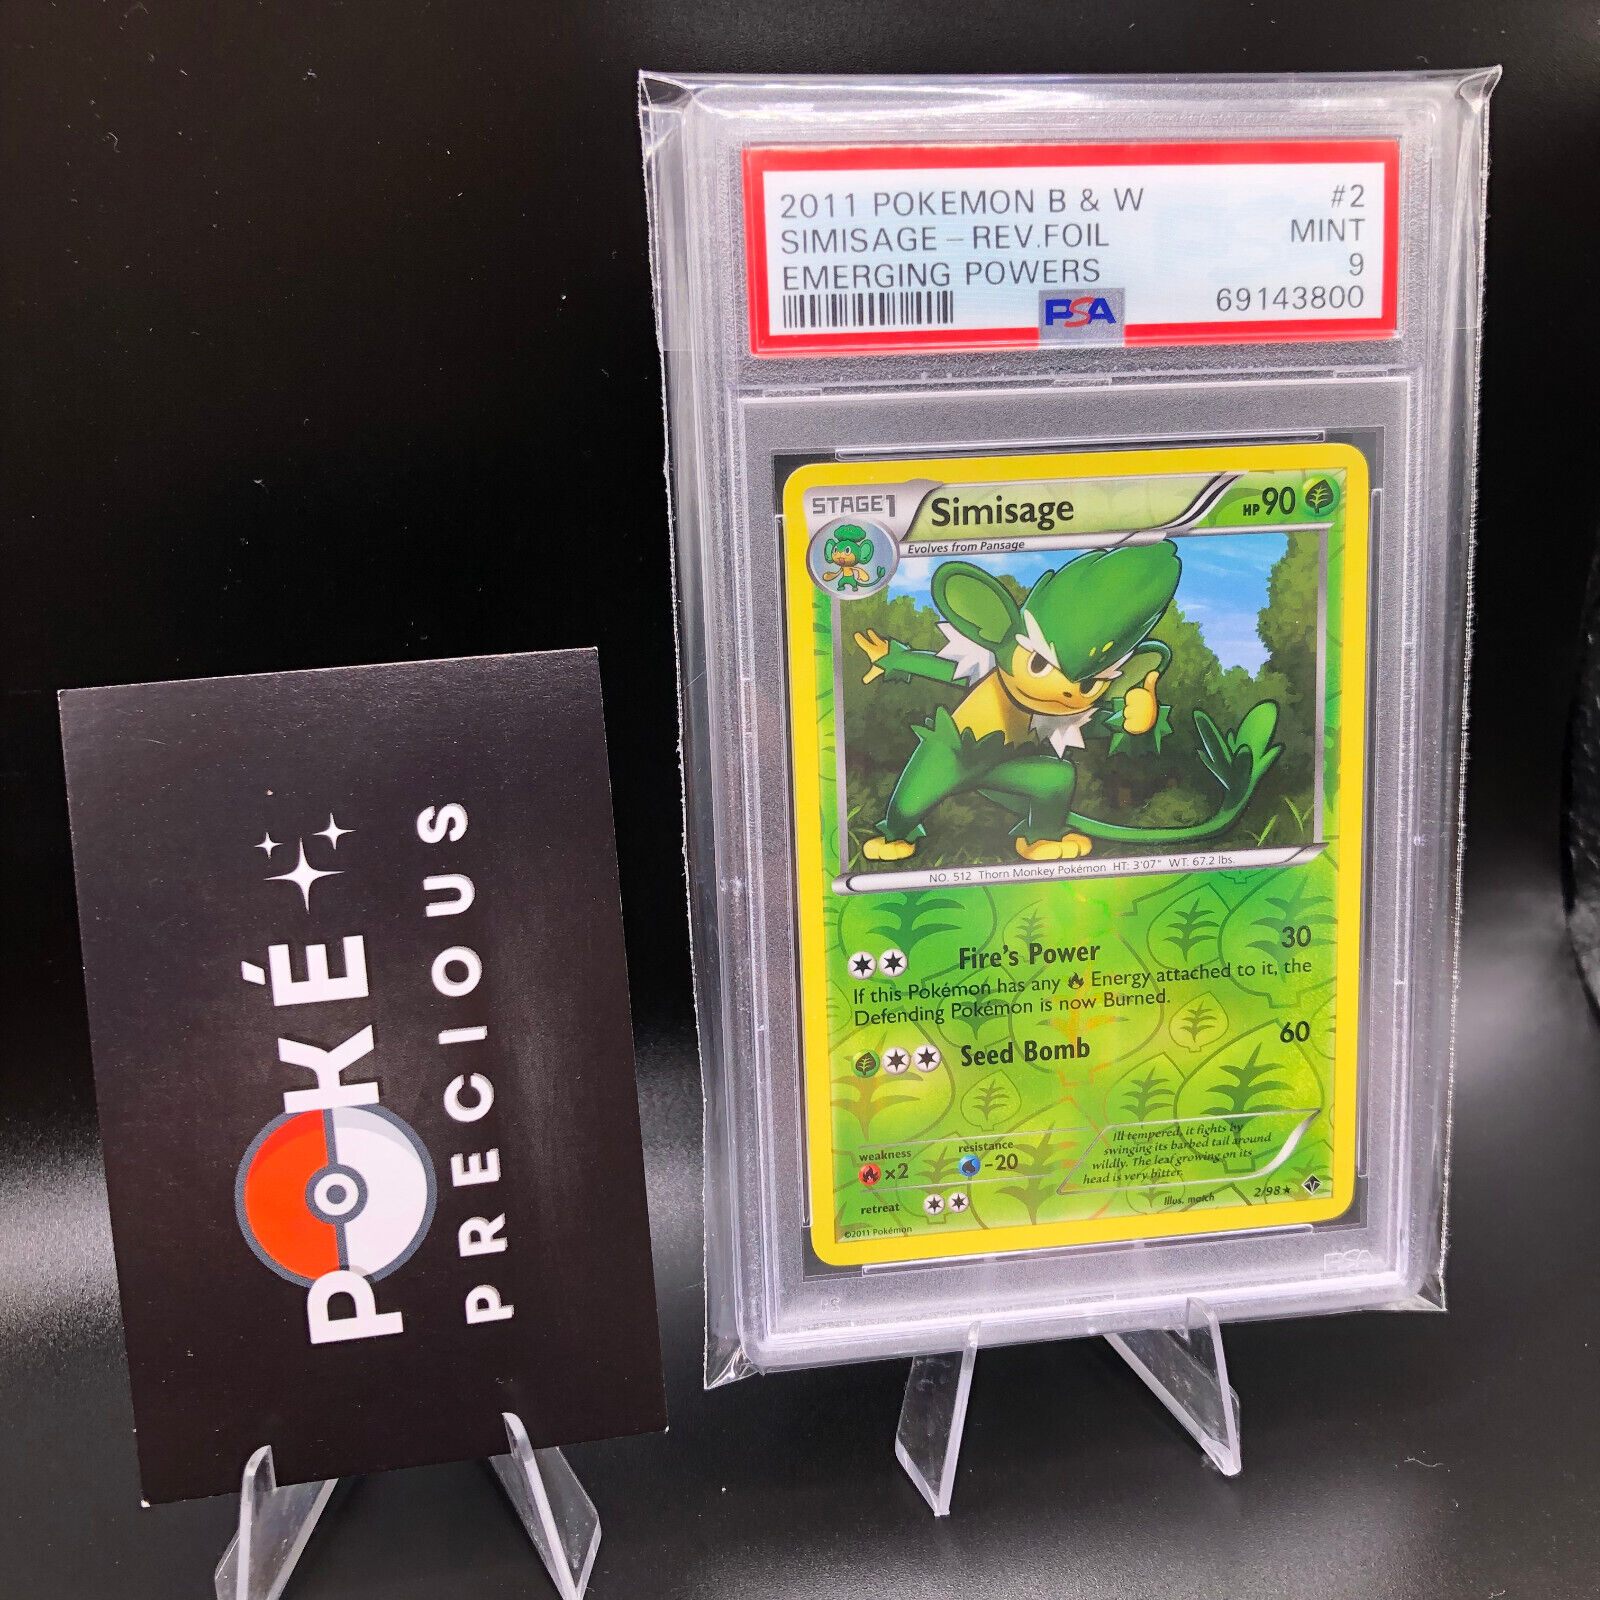 2011 POKEMON B & W #2
SIMISAGE - REV.FOIL MINT
EMERGING POWERS 9
PSA 69143800
STAGE1 Simisage HP90
Evolves from Pansage
NO. 512 Thorn Monkey Pokémon HT: 3'07" WT: 67.2 lbs.
Fire's Power 30
If this Pokémon has any Energy attached to it, the
Defending Pokémon is now Burned.
Seed Bomb 60
weakness resistance
×2 -20
retreat
Ill tempered, it fights by
swinging its barbed tail around
wildly. The leaf growing on its
head is very bitter.
Illus. match 2/98★
©2011 Pokémon
PSA
POKÉ
PRECIOUS